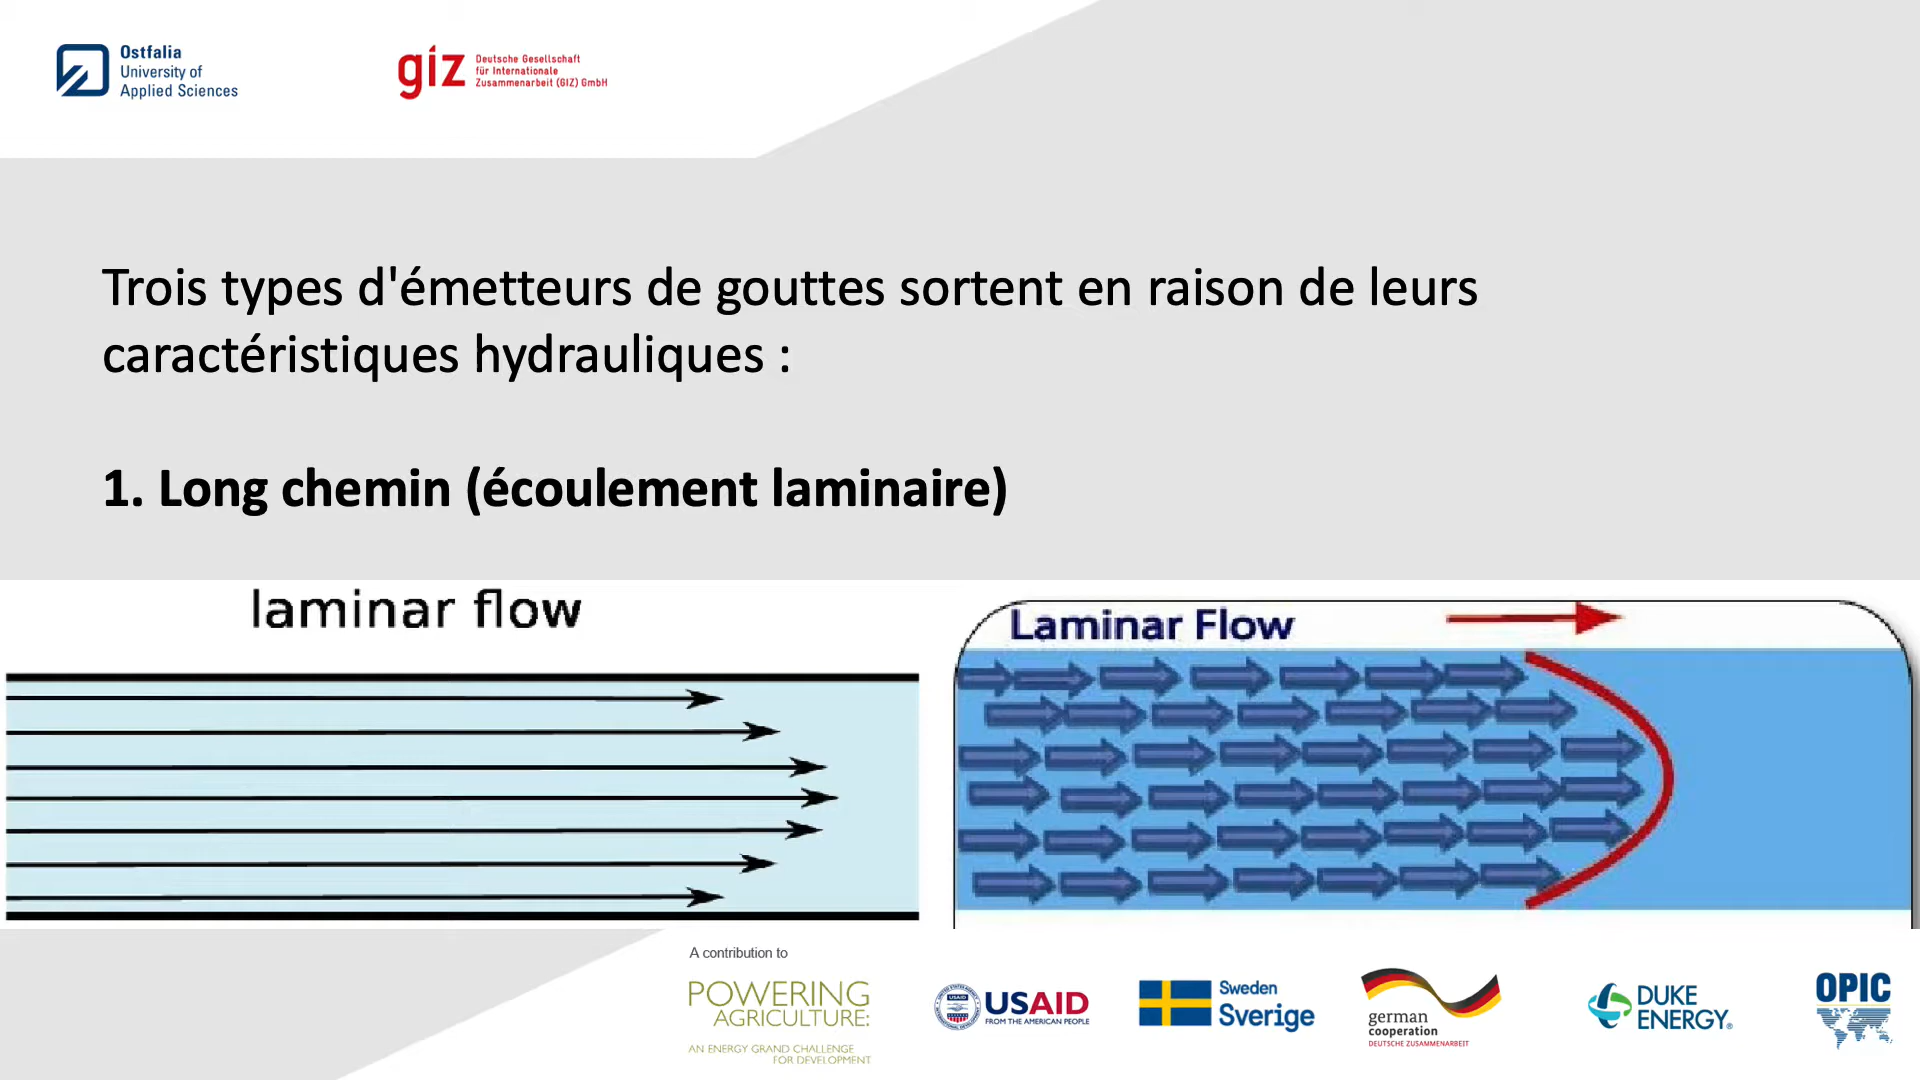 Ostfalia
University of
Applied Sciences
giz
Deutsche Gesellschaft
für Internationale
Zusammenarbeit (GIZ) GmbH
Trois types d'émetteurs de gouttes sortent en raison de leurs
caractéristiques hydrauliques :
1. Long chemin (écoulement laminaire)
laminar flow
Laminar Flow
A contribution to
POWERING
AGRICULTURE:
AN ENERGY GRAND CHALLENGE
FOR DEVELOPMENT
USAID
USAID
FROM THE AMERICAN PEOPLE
Sweden
Sverige
german
cooperation
DEUTSCHE ZUSAMMENARBEIT
DUKE
ENERGY®
OPIC